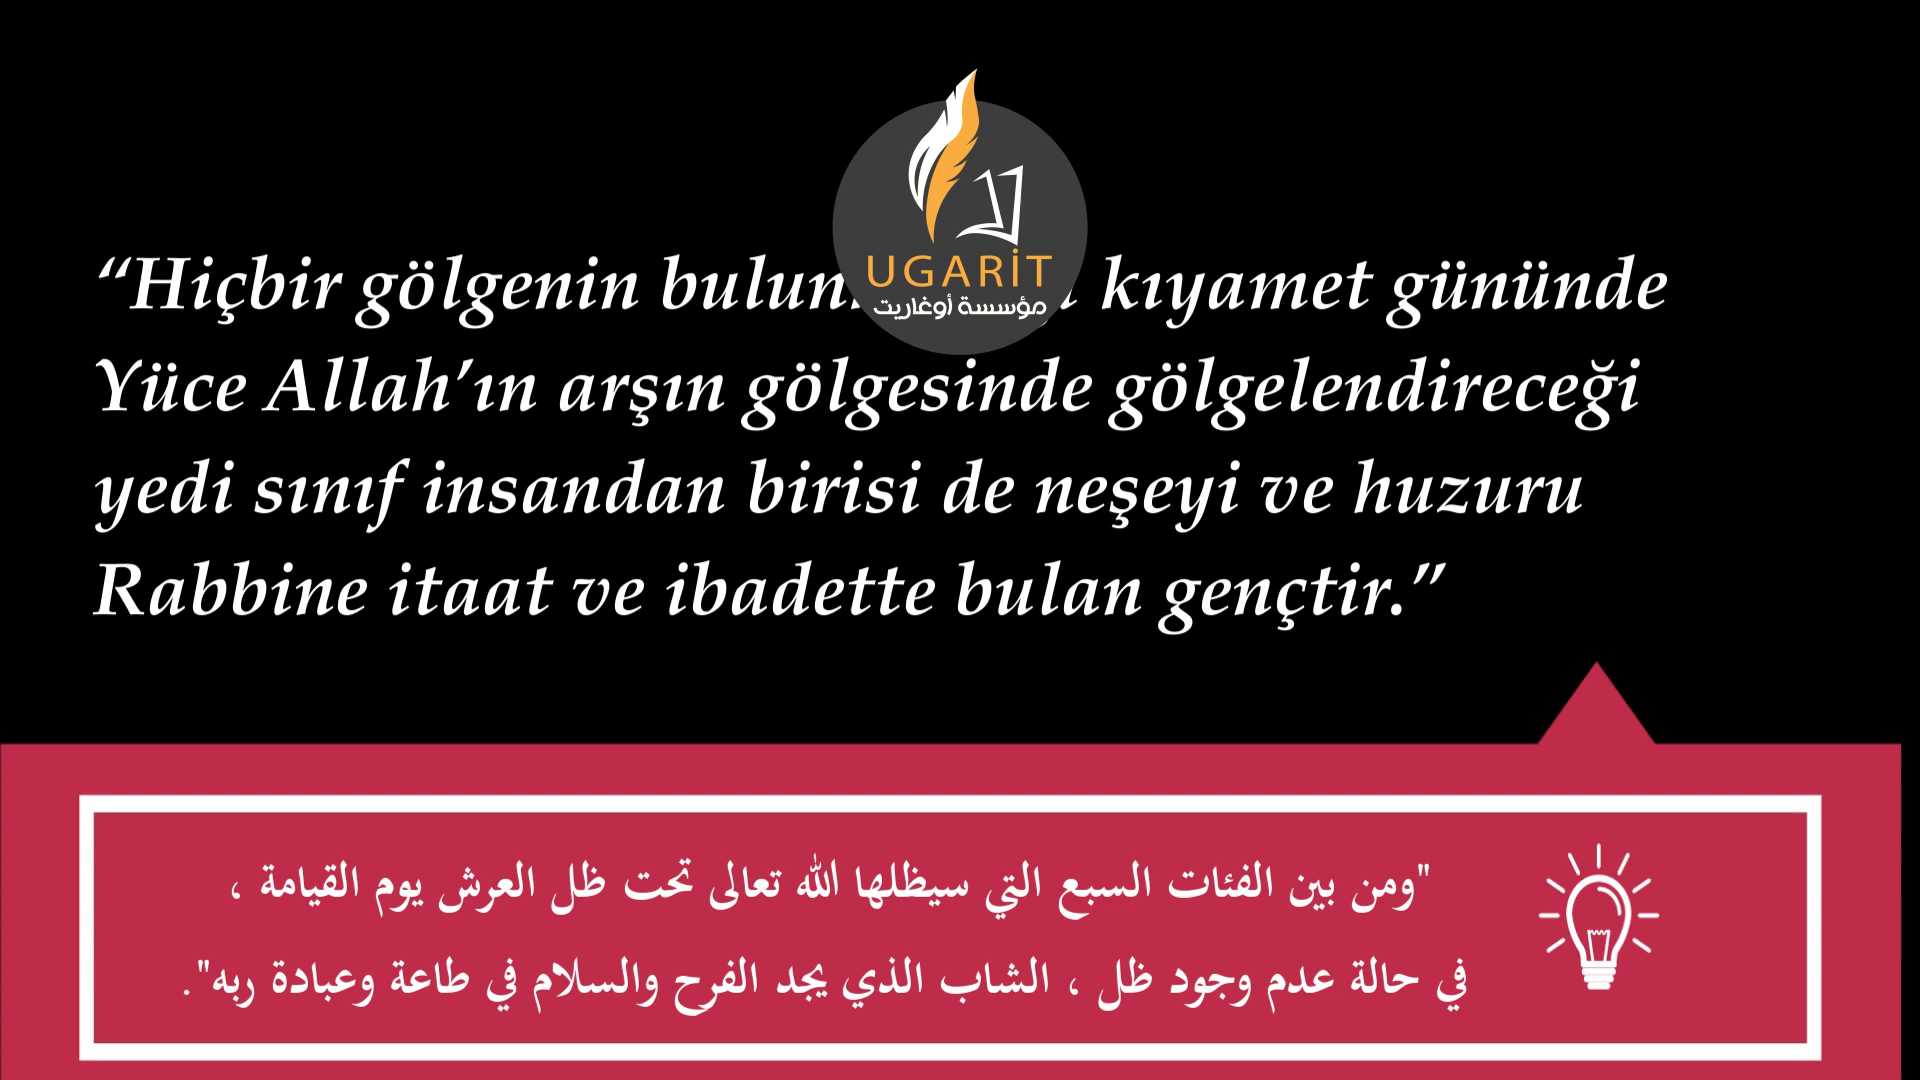 UGARİT
مؤسسة أوغاريت
“Hiçbir gölgenin kıyamet gününde
Yüce Allah’ın arşın gölgesinde gölgelendireceği
yedi sınıf insandan birisi de neşeyi ve huzuru
Rabbine itaat ve ibadette bulan gençtir.”
"ومن بين الفئات السبع التي سيظلها الله تعالى تحت ظل العرش يوم القيامة ،
في حالة عدم وجود ظل ، الشاب الذي يجد الفرح والسلام في طاعة وعبادة ربه".